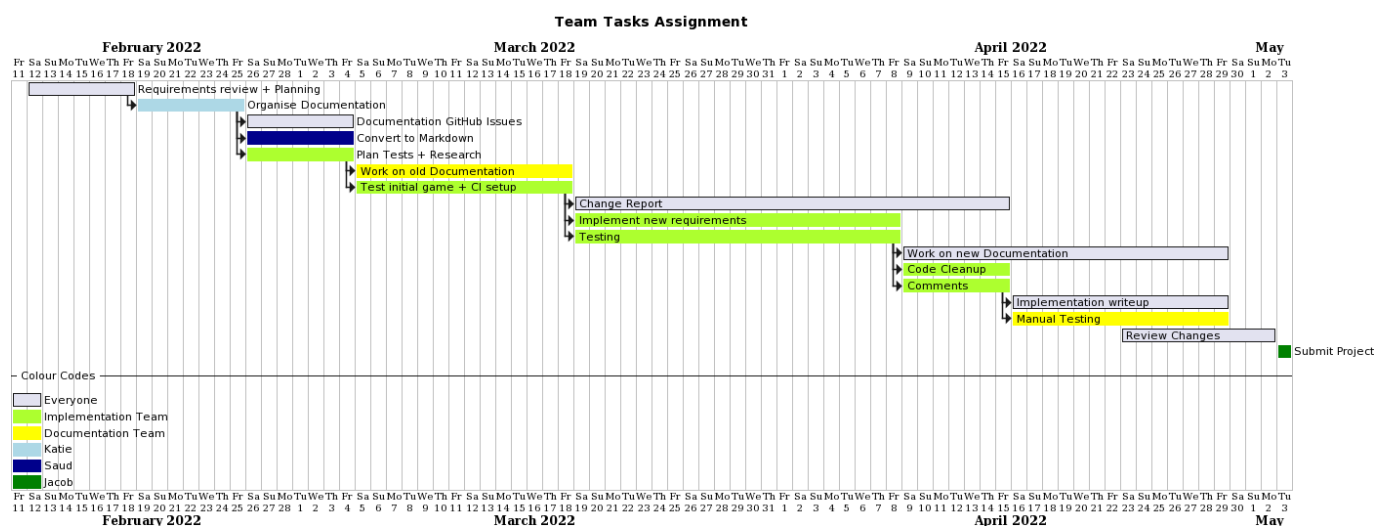 Team Tasks Assignment
February 2022 March 2022 April 2022 May
Fr Sa Su Mo Tu We Th Fr Sa Su Mo Tu We Th Fr Sa Su Mo Tu We Th Fr Sa Su Mo Tu We Th Fr Sa Su Mo Tu We Th Fr Sa Su Mo Tu We Th Fr Sa Su Mo Tu We Th Fr Sa Su Mo Tu We Th Fr Sa Su Mo Tu We Th Fr Sa Su Mo Tu We Th Fr Sa Su Mo Tu We Th Fr Sa Su Mo Tu
11 12 13 14 15 16 17 18 19 20 21 22 23 24 25 26 27 28 1 2 3 4 5 6 7 8 9 10 11 12 13 14 15 16 17 18 19 20 21 22 23 24 25 26 27 28 29 30 31 1 2 3 4 5 6 7 8 9 10 11 12 13 14 15 16 17 18 19 20 21 22 23 24 25 26 27 28 29 30 1 2 3
Requirements review + Planning
Organise Documentation
Documentation GitHub Issues
Convert to Markdown
Plan Tests + Research
Work on old Documentation
Test initial game + CI setup
Change Report
Implement new requirements
Testing
Work on new Documentation
Code Cleanup
Comments
Implementation writeup
Manual Testing
Review Changes
Submit Project
Colour Codes
Everyone
Implementation Team
Documentation Team
Katie
Saud
Jacob
Fr Sa Su Mo Tu We Th Fr Sa Su Mo Tu We Th Fr Sa Su Mo Tu We Th Fr Sa Su Mo Tu We Th Fr Sa Su Mo Tu We Th Fr Sa Su Mo Tu We Th Fr Sa Su Mo Tu We Th Fr Sa Su Mo Tu We Th Fr Sa Su Mo Tu We Th Fr Sa Su Mo Tu We Th Fr Sa Su Mo Tu We Th Fr Sa Su Mo Tu
11 12 13 14 15 16 17 18 19 20 21 22 23 24 25 26 27 28 1 2 3 4 5 6 7 8 9 10 11 12 13 14 15 16 17 18 19 20 21 22 23 24 25 26 27 28 29 30 31 1 2 3 4 5 6 7 8 9 10 11 12 13 14 15 16 17 18 19 20 21 22 23 24 25 26 27 28 29 30 1 2 3
February 2022 March 2022 April 2022 May